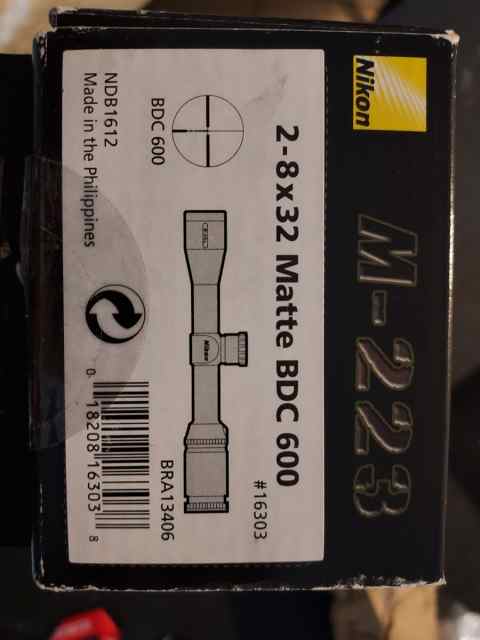 Nikon
M-223
2-8x32 Matte BDC 600
#16303
Nikon
BDC 600
BRA13406
NDB1612
Made in the Philippines
0 18208 16303 8